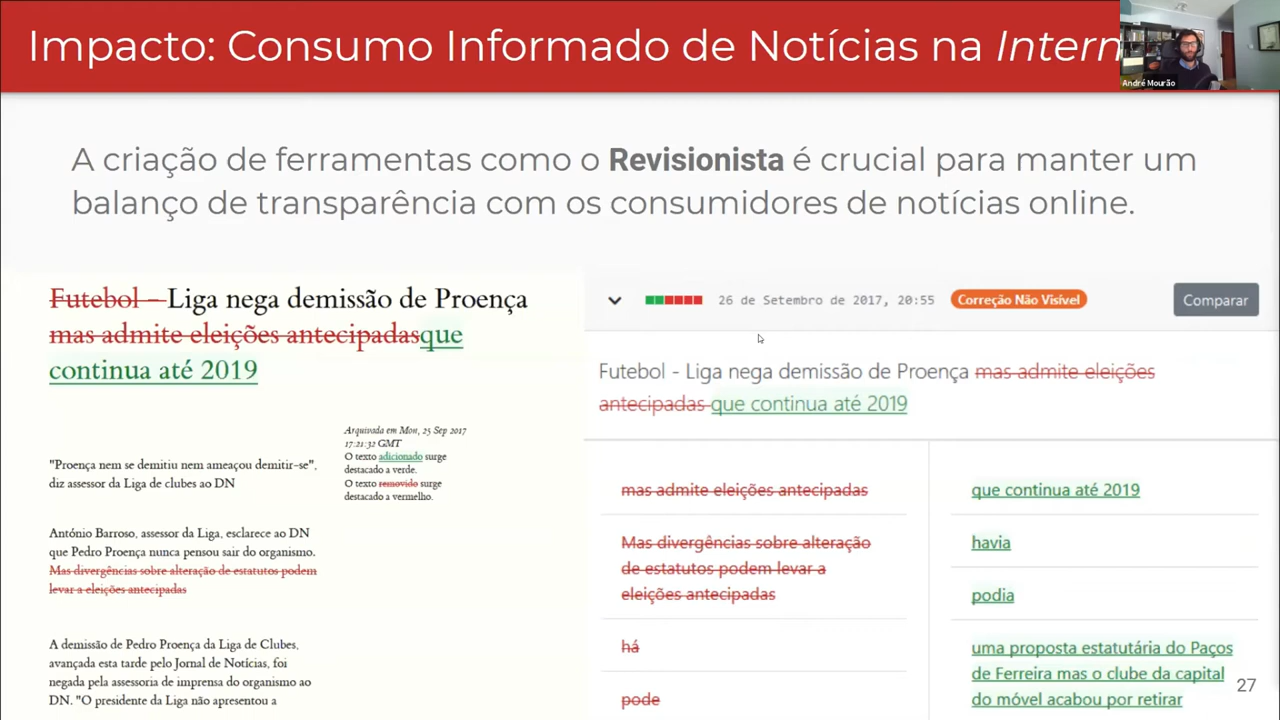 Impacto: Consumo Informado de Notícias na Intern
André Mourão
A criação de ferramentas como o Revisionista é crucial para manter um
balanço de transparência com os consumidores de notícias online.
Futebol - Liga nega demissão de Proença
mas admite eleições antecipadasque
continua até 2019
Arquivada em Mon, 25 Sep 2017
17:21:32 GMT
O texto adicionado surge
destacado a verde.
O texto removido surge
destacado a vermelho.
"Proença nem se demitiu nem ameaçou demitir-se",
diz assessor da Liga de clubes ao DN
António Barroso, assessor da Liga, esclarece ao DN
que Pedro Proença nunca pensou sair do organismo.
Mas divergências sobre alteração de estatutos podem
levar a eleições antecipadas
A demissão de Pedro Proença da Liga de Clubes,
avançada esta tarde pelo Jornal de Notícias, foi
negada pela assessoria de imprensa do organismo ao
DN. "O presidente da Liga não apresentou a
26 de Setembro de 2017, 20:55
Correção Não Visível
Comparar
Futebol - Liga nega demissão de Proença mas admite eleições
antecipadas que continua até 2019
mas admite eleições antecipadas
Mas divergências sobre alteração
de estatutos podem levar a
eleições antecipadas
há
pode
que continua até 2019
havia
podia
uma proposta estatutária do Paços
de Ferreira mas o clube da capital
do móvel acabou por retirar
27